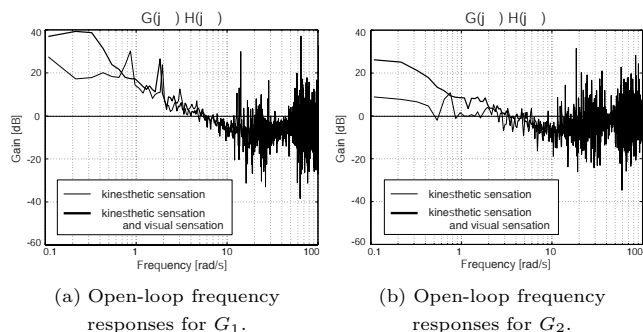 G(j ) H(j )
40
20
0
-20
-40
-60
Gain [dB]
kinesthetic sensation
kinesthetic sensation
and visual sensation
0.1
1
10
100
Frequency [rad/s]
(a) Open-loop frequency
responses for G1.
G(j ) H(j )
60
40
20
0
-20
-40
-60
Gain [dB]
kinesthetic sensation
kinesthetic sensation
and visual sensation
0.1
1
10
100
Frequency [rad/s]
(b) Open-loop frequency
responses for G2.